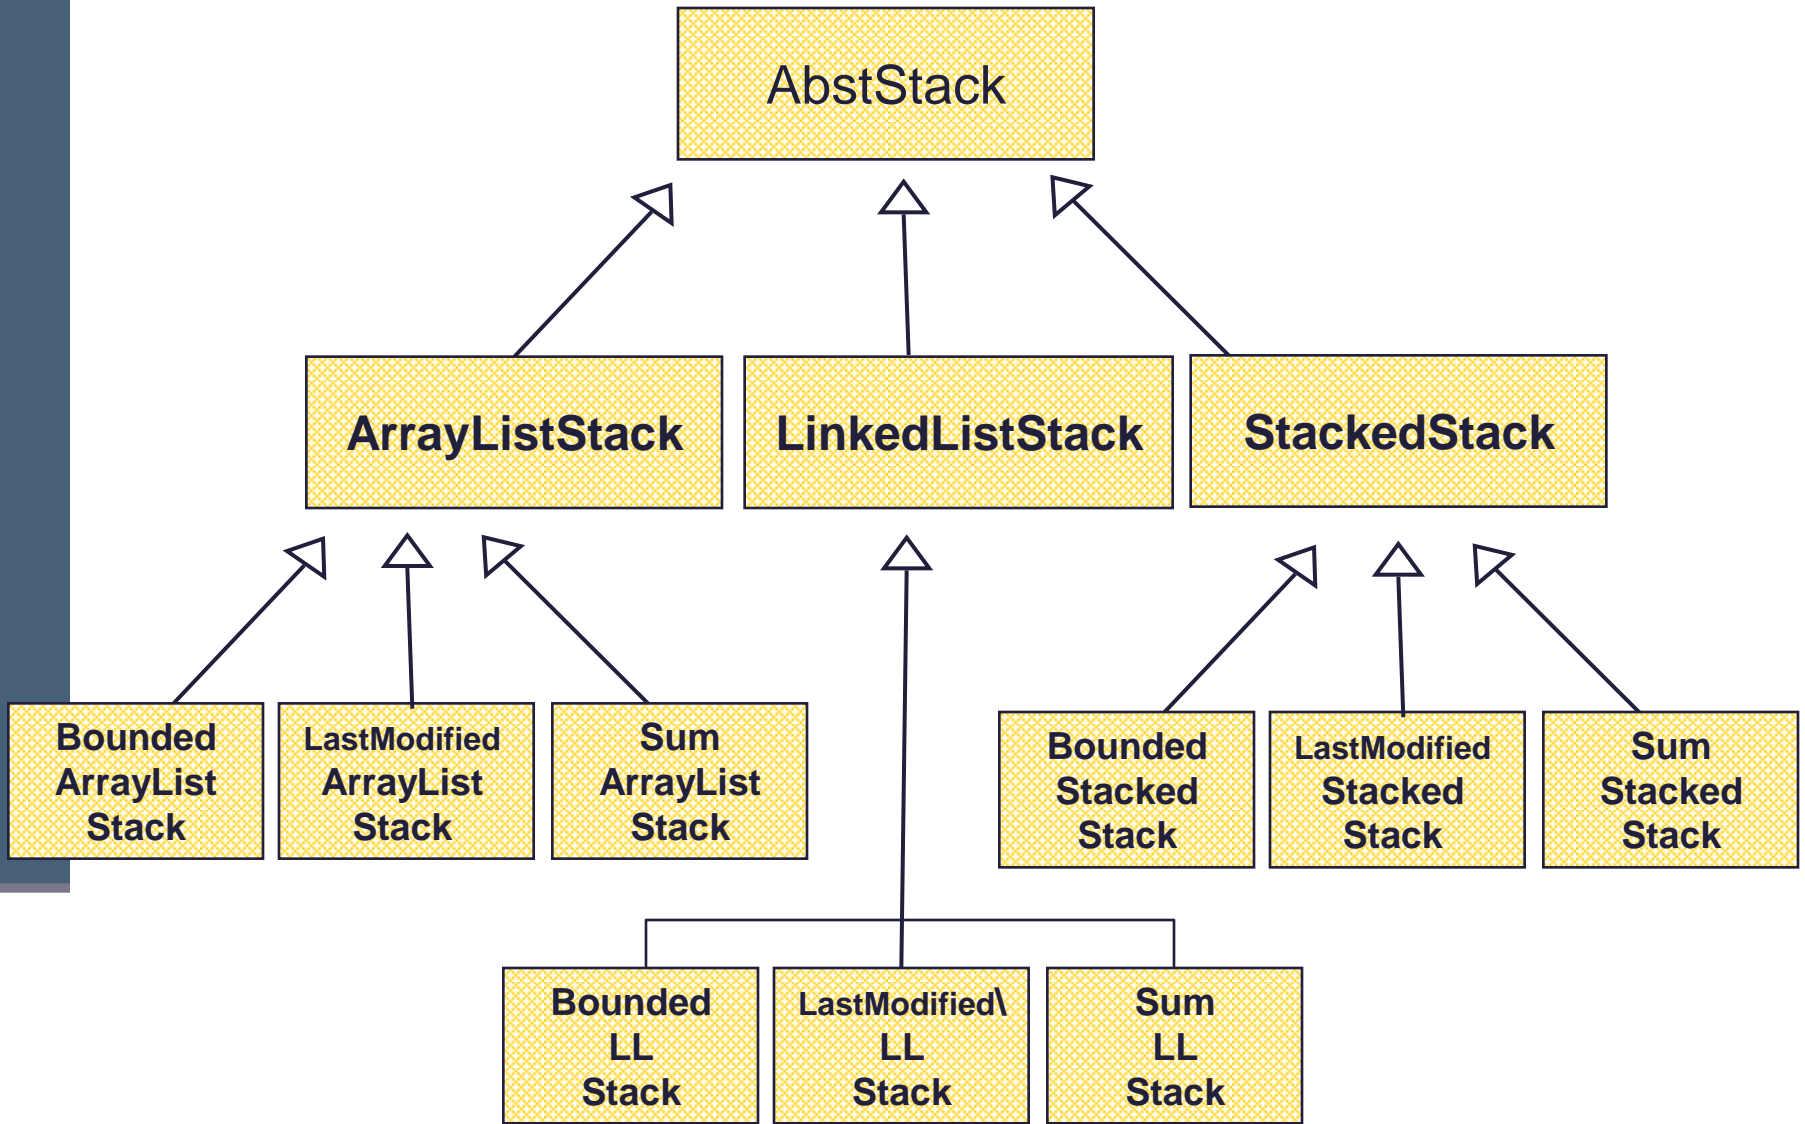 AbstStack
ArrayListStack
LinkedListStack
StackedStack
Bounded
ArrayList
Stack
LastModified
ArrayList
Stack
Sum
ArrayList
Stack
Bounded
Stacked
Stack
LastModified
Stacked
Stack
Sum
Stacked
Stack
Bounded
LL
Stack
LastModified\
LL
Stack
Sum
LL
Stack